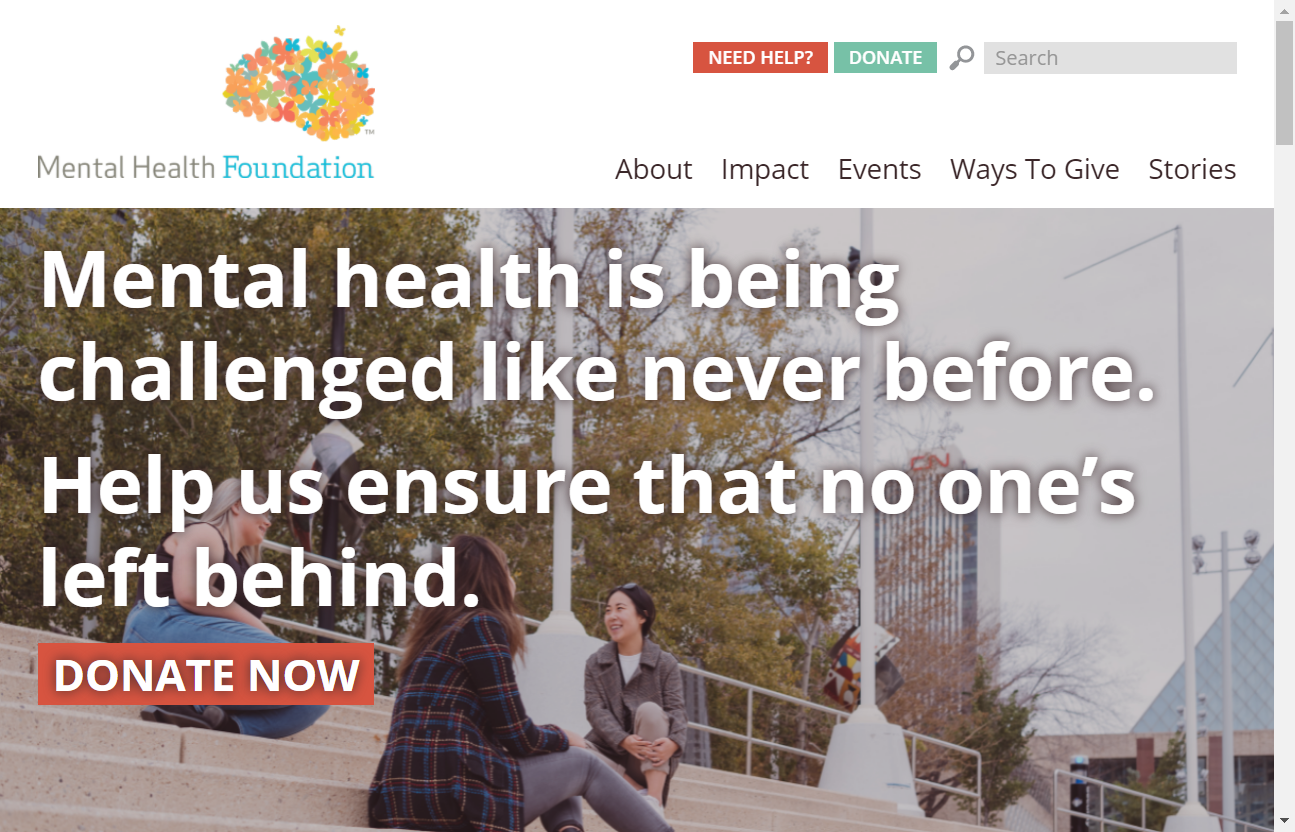 NEED HELP?
DONATE
Search
TM
Mental Health Foundation
About
Impact
Events
Ways To Give
Stories
Mental health is being
challenged like never before.
Help us ensure that no one’s
left behind.
CN
DONATE NOW